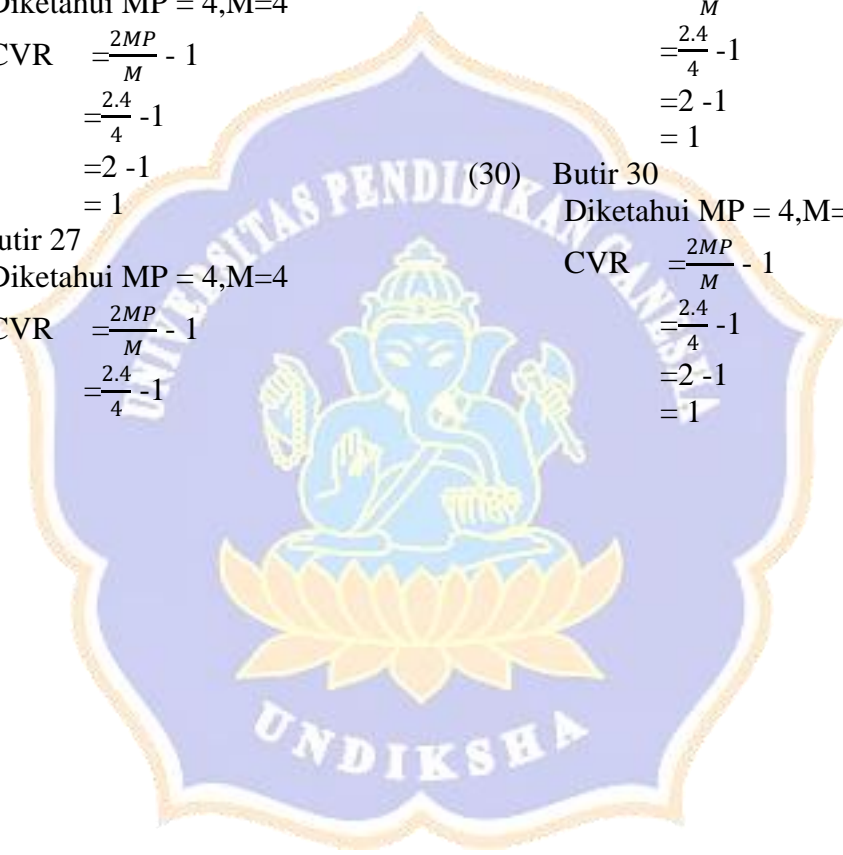 Diketahui MP = 4,M=4
CVR =2MP/M - 1
=2.4/4 -1
=2 -1
= 1
utir 27
Diketahui MP = 4,M=4
CVR =2MP/M - 1
=2.4/4 -1
M
=2.4/4 -1
=2 -1
= 1
(30) Butir 30
Diketahui MP = 4,M=
CVR =2MP/M - 1
=2.4/4 -1
=2 -1
= 1
UNIVERSITAS PENDIDIKAN GANESHA
UNDIKSHA